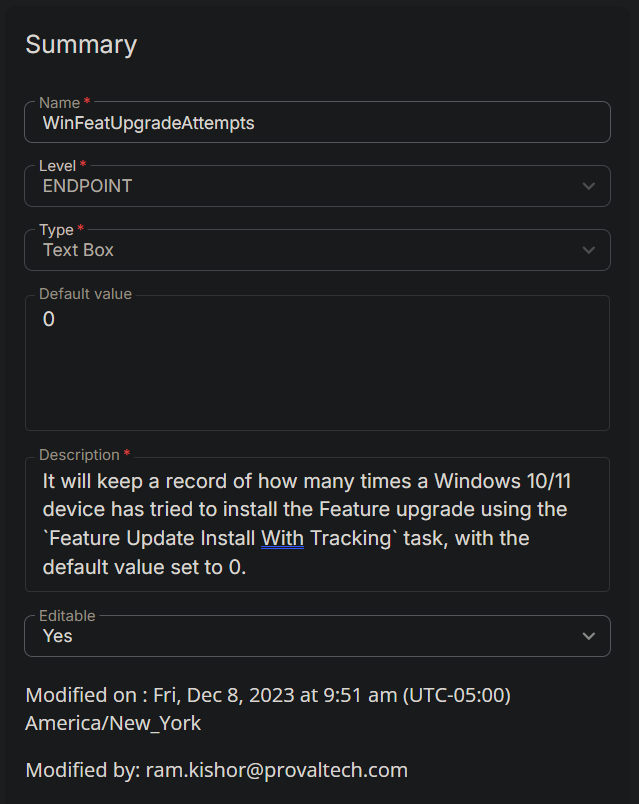 Summary
Name *
WinFeatUpgradeAttempts
Level *
ENDPOINT
Type *
Text Box
Default value
0
Description *
It will keep a record of how many times a Windows 10/11
device has tried to install the Feature upgrade using the
`Feature Update Install With Tracking` task, with the
default value set to 0.
Editable
Yes
Modified on : Fri, Dec 8, 2023 at 9:51 am (UTC-05:00)
America/New_York
Modified by: ram.kishor@provaltech.com